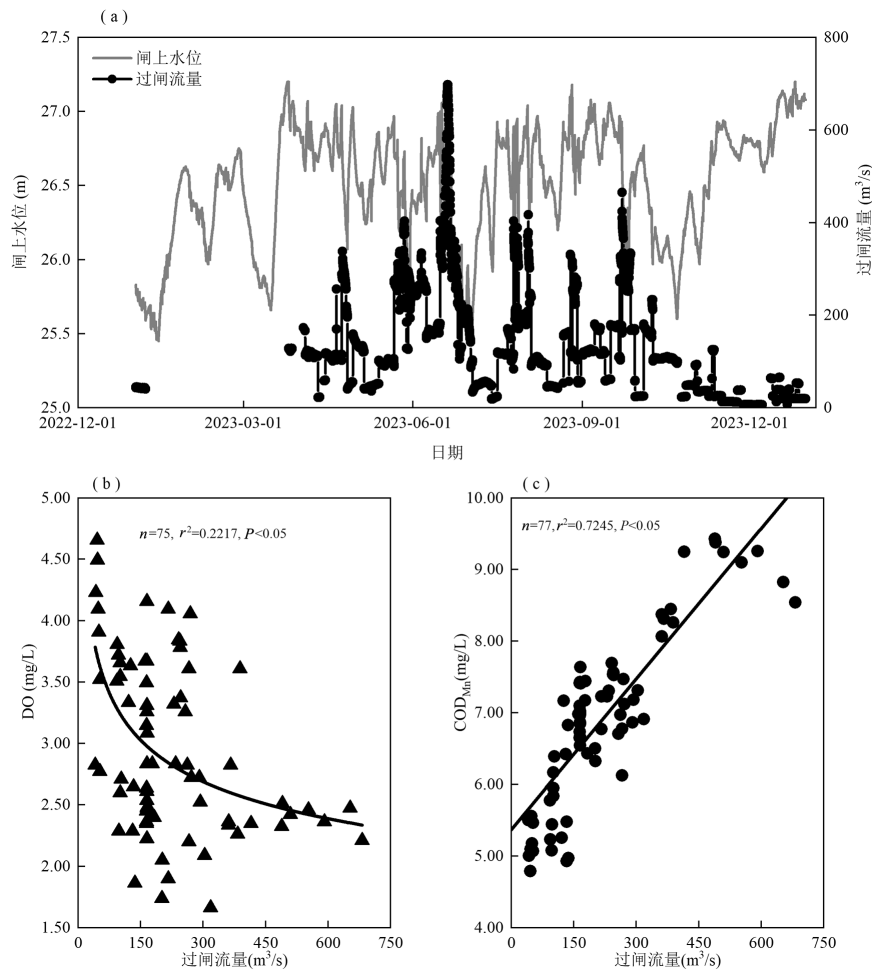 ( a )
27.5
27.0
26.5
26.0
25.5
25.0
闸上水位 (m)
闸上水位
过闸流量
800
600
400
200
0
过闸流量 (m³/s)
2022-12-01 2023-03-01 2023-06-01 2023-09-01 2023-12-01
日期
( b )
5.00
4.50
4.00
3.50
3.00
2.50
2.00
1.50
DO (mg/L)
n=75, r²=0.2217, P<0.05
0 150 300 450 600 750
过闸流量(m³/s)
( c )
10.00
9.00
8.00
7.00
6.00
5.00
4.00
CODMn(mg/L)
n=77,r²=0.7245, P<0.05
0 150 300 450 600 750
过闸流量(m³/s)